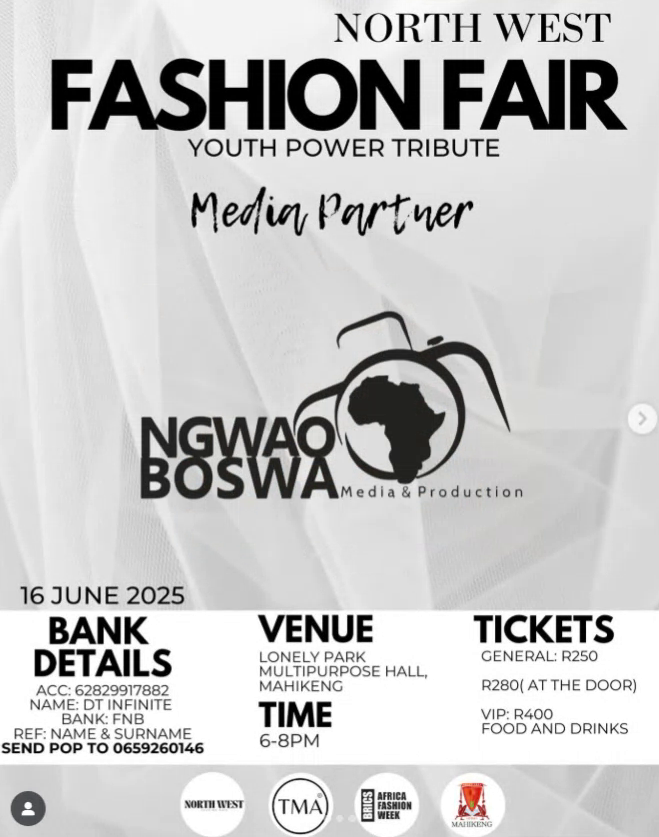 NORTH WEST
FASHION FAIR
YOUTH POWER TRIBUTE
Media Partner
NGWAO
BOSWA
Media & Production
16 JUNE 2025
BANK
DETAILS
ACC: 62829917882
NAME: DT INFINITE
BANK: FNB
REF: NAME & SURNAME
SEND POP TO 0659260146
VENUE
LONELY PARK
MULTIPURPOSE HALL,
MAHIKENG
TIME
6-8PM
TICKETS
GENERAL: R250
R280( AT THE DOOR)
VIP: R400
FOOD AND DRINKS
NORTH WEST
TMA
BRICS
AFRICA
FASHION
WEEK
MAHIKENG